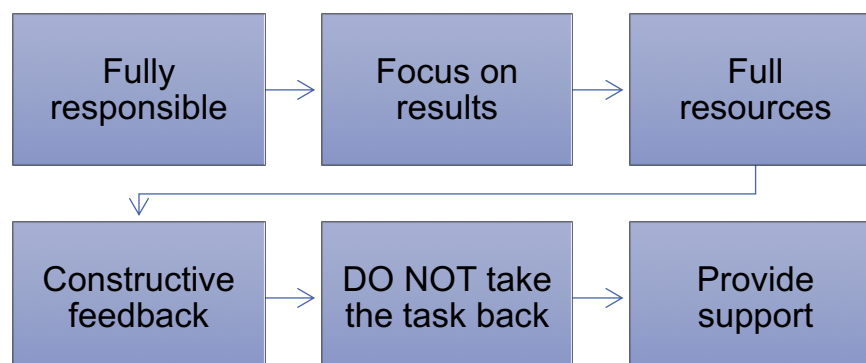 Fully
responsible
Focus on
results
Full
resources
Constructive
feedback
DO NOT take
the task back
Provide
support